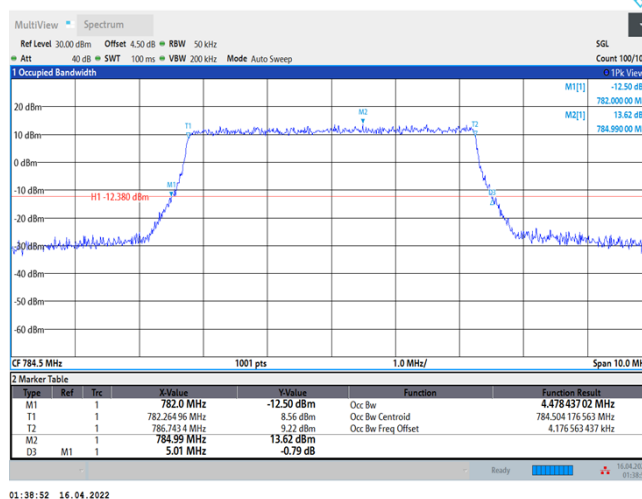 MultiView Spectrum
Ref Level 30.00 dBm Offset 4.50 dB RBW 50 kHz SGL
Att 40 dB SWT 100 ms VBW 200 kHz Mode Auto Sweep Count 100/10
1 Occupied Bandwidth 1Pk View
M1[1] -12.50 dB
782.000 00 M
M2[1] 13.62 dB
784.990 00 M
20 dBm
M2
T1
T2
10 dBm
0 dBm
-10 dBm
M1
H1 -12.380 dBm
-20 dBm
-30 dBm
-40 dBm
-50 dBm
-60 dBm
CF 784.5 MHz 1001 pts 1.0 MHz/ Span 10.0 MH
2 Marker Table
Type Ref Trc X-Value Y-Value Function Function Result
M1 1 782.0 MHz -12.50 dBm Occ Bw 4.478 437 02 MHz
T1 1 782.264 96 MHz 8.56 dBm Occ Bw Centroid 784.504 176 563 MHz
T2 1 786.743 4 MHz 9.22 dBm Occ Bw Freq Offset 4.176 563 437 kHz
M2 1 784.99 MHz 13.62 dBm
D3 M1 1 5.01 MHz -0.79 dB
Ready 16.04.20
01:38:
01:38:52 16.04.2022